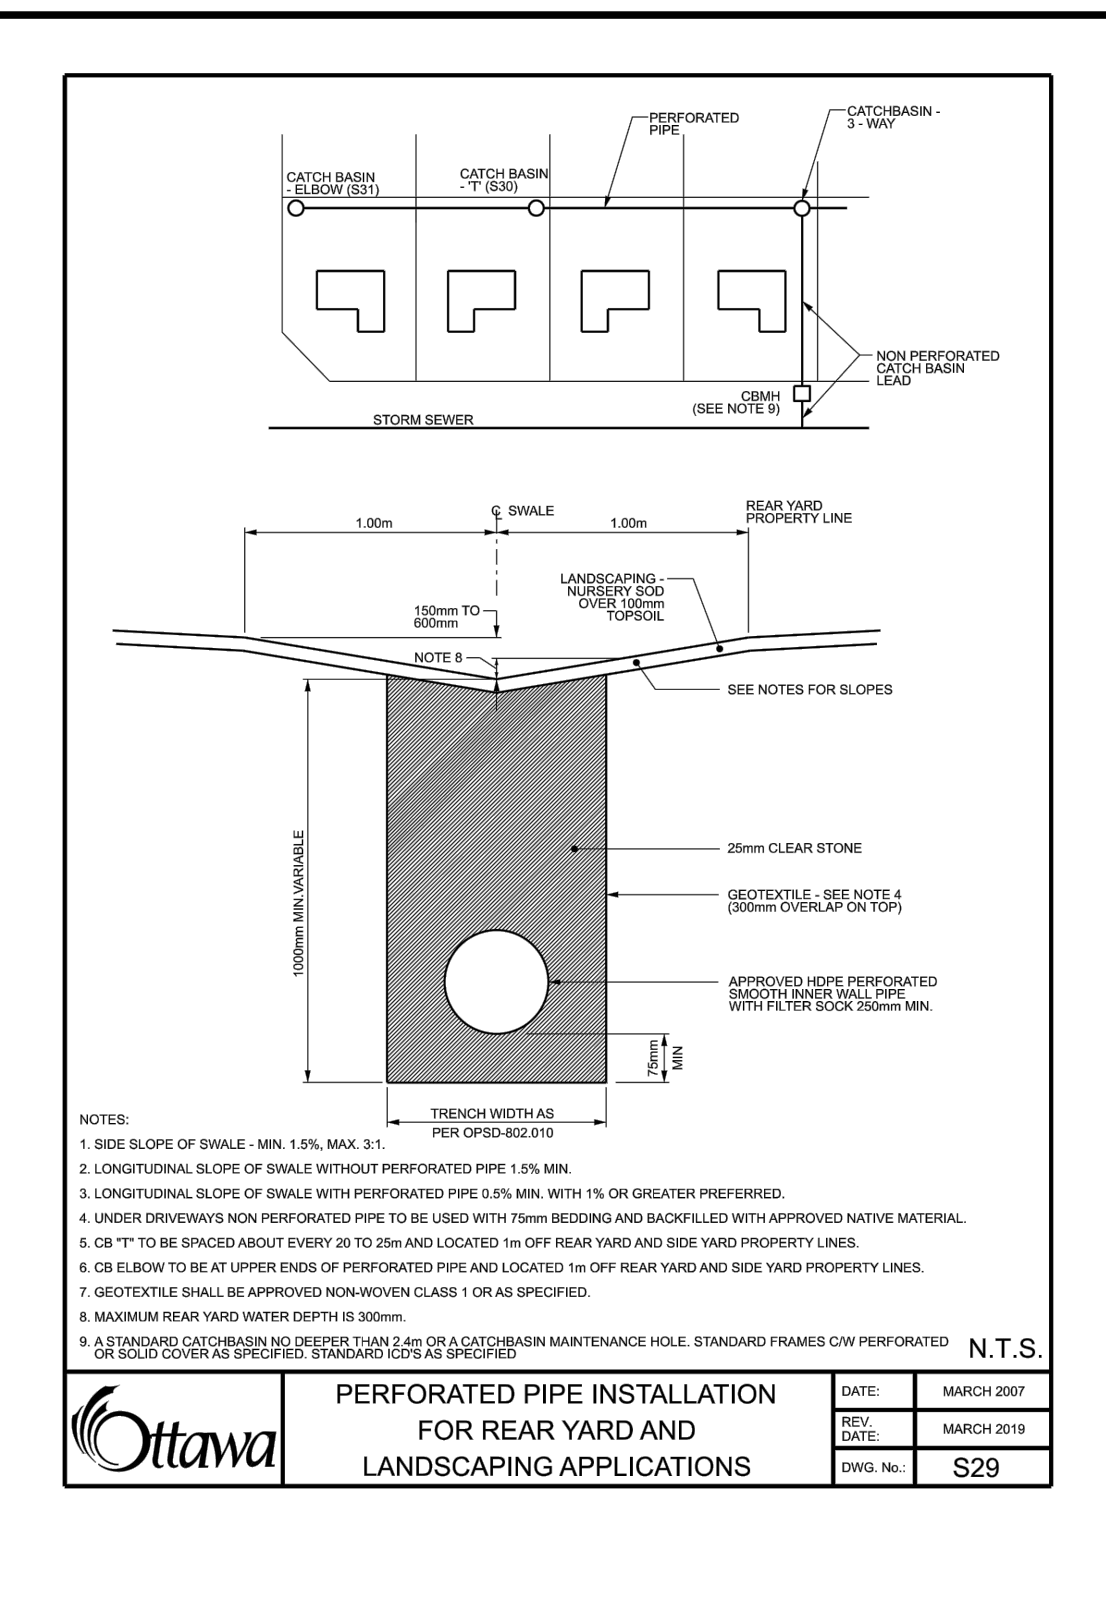 PERFORATED
PIPE
CATCHBASIN -
3 - WAY
CATCH BASIN
- ELBOW (S31)
CATCH BASIN
- 'T' (S30)
NON PERFORATED
CATCH BASIN
LEAD
CBMH
(SEE NOTE 9)
STORM SEWER
℄ SWALE
REAR YARD
PROPERTY LINE
1.00m
1.00m
LANDSCAPING -
NURSERY SOD
OVER 100mm
TOPSOIL
150mm TO
600mm
NOTE 8
SEE NOTES FOR SLOPES
1000mm MIN.VARIABLE
25mm CLEAR STONE
GEOTEXTILE - SEE NOTE 4
(300mm OVERLAP ON TOP)
APPROVED HDPE PERFORATED
SMOOTH INNER WALL PIPE
WITH FILTER SOCK 250mm MIN.
75mm
MIN
TRENCH WIDTH AS
PER OPSD-802.010
NOTES:
1. SIDE SLOPE OF SWALE - MIN. 1.5%, MAX. 3:1.
2. LONGITUDINAL SLOPE OF SWALE WITHOUT PERFORATED PIPE 1.5% MIN.
3. LONGITUDINAL SLOPE OF SWALE WITH PERFORATED PIPE 0.5% MIN. WITH 1% OR GREATER PREFERRED.
4. UNDER DRIVEWAYS NON PERFORATED PIPE TO BE USED WITH 75mm BEDDING AND BACKFILLED WITH APPROVED NATIVE MATERIAL.
5. CB "T" TO BE SPACED ABOUT EVERY 20 TO 25m AND LOCATED 1m OFF REAR YARD AND SIDE YARD PROPERTY LINES.
6. CB ELBOW TO BE AT UPPER ENDS OF PERFORATED PIPE AND LOCATED 1m OFF REAR YARD AND SIDE YARD PROPERTY LINES.
7. GEOTEXTILE SHALL BE APPROVED NON-WOVEN CLASS 1 OR AS SPECIFIED.
8. MAXIMUM REAR YARD WATER DEPTH IS 300mm.
9. A STANDARD CATCHBASIN NO DEEPER THAN 2.4m OR A CATCHBASIN MAINTENANCE HOLE. STANDARD FRAMES C/W PERFORATED
OR SOLID COVER AS SPECIFIED. STANDARD ICD'S AS SPECIFIED
N.T.S.
Ottawa
PERFORATED PIPE INSTALLATION
FOR REAR YARD AND
LANDSCAPING APPLICATIONS
DATE:
MARCH 2007
REV.
DATE:
MARCH 2019
DWG. No.:
S29